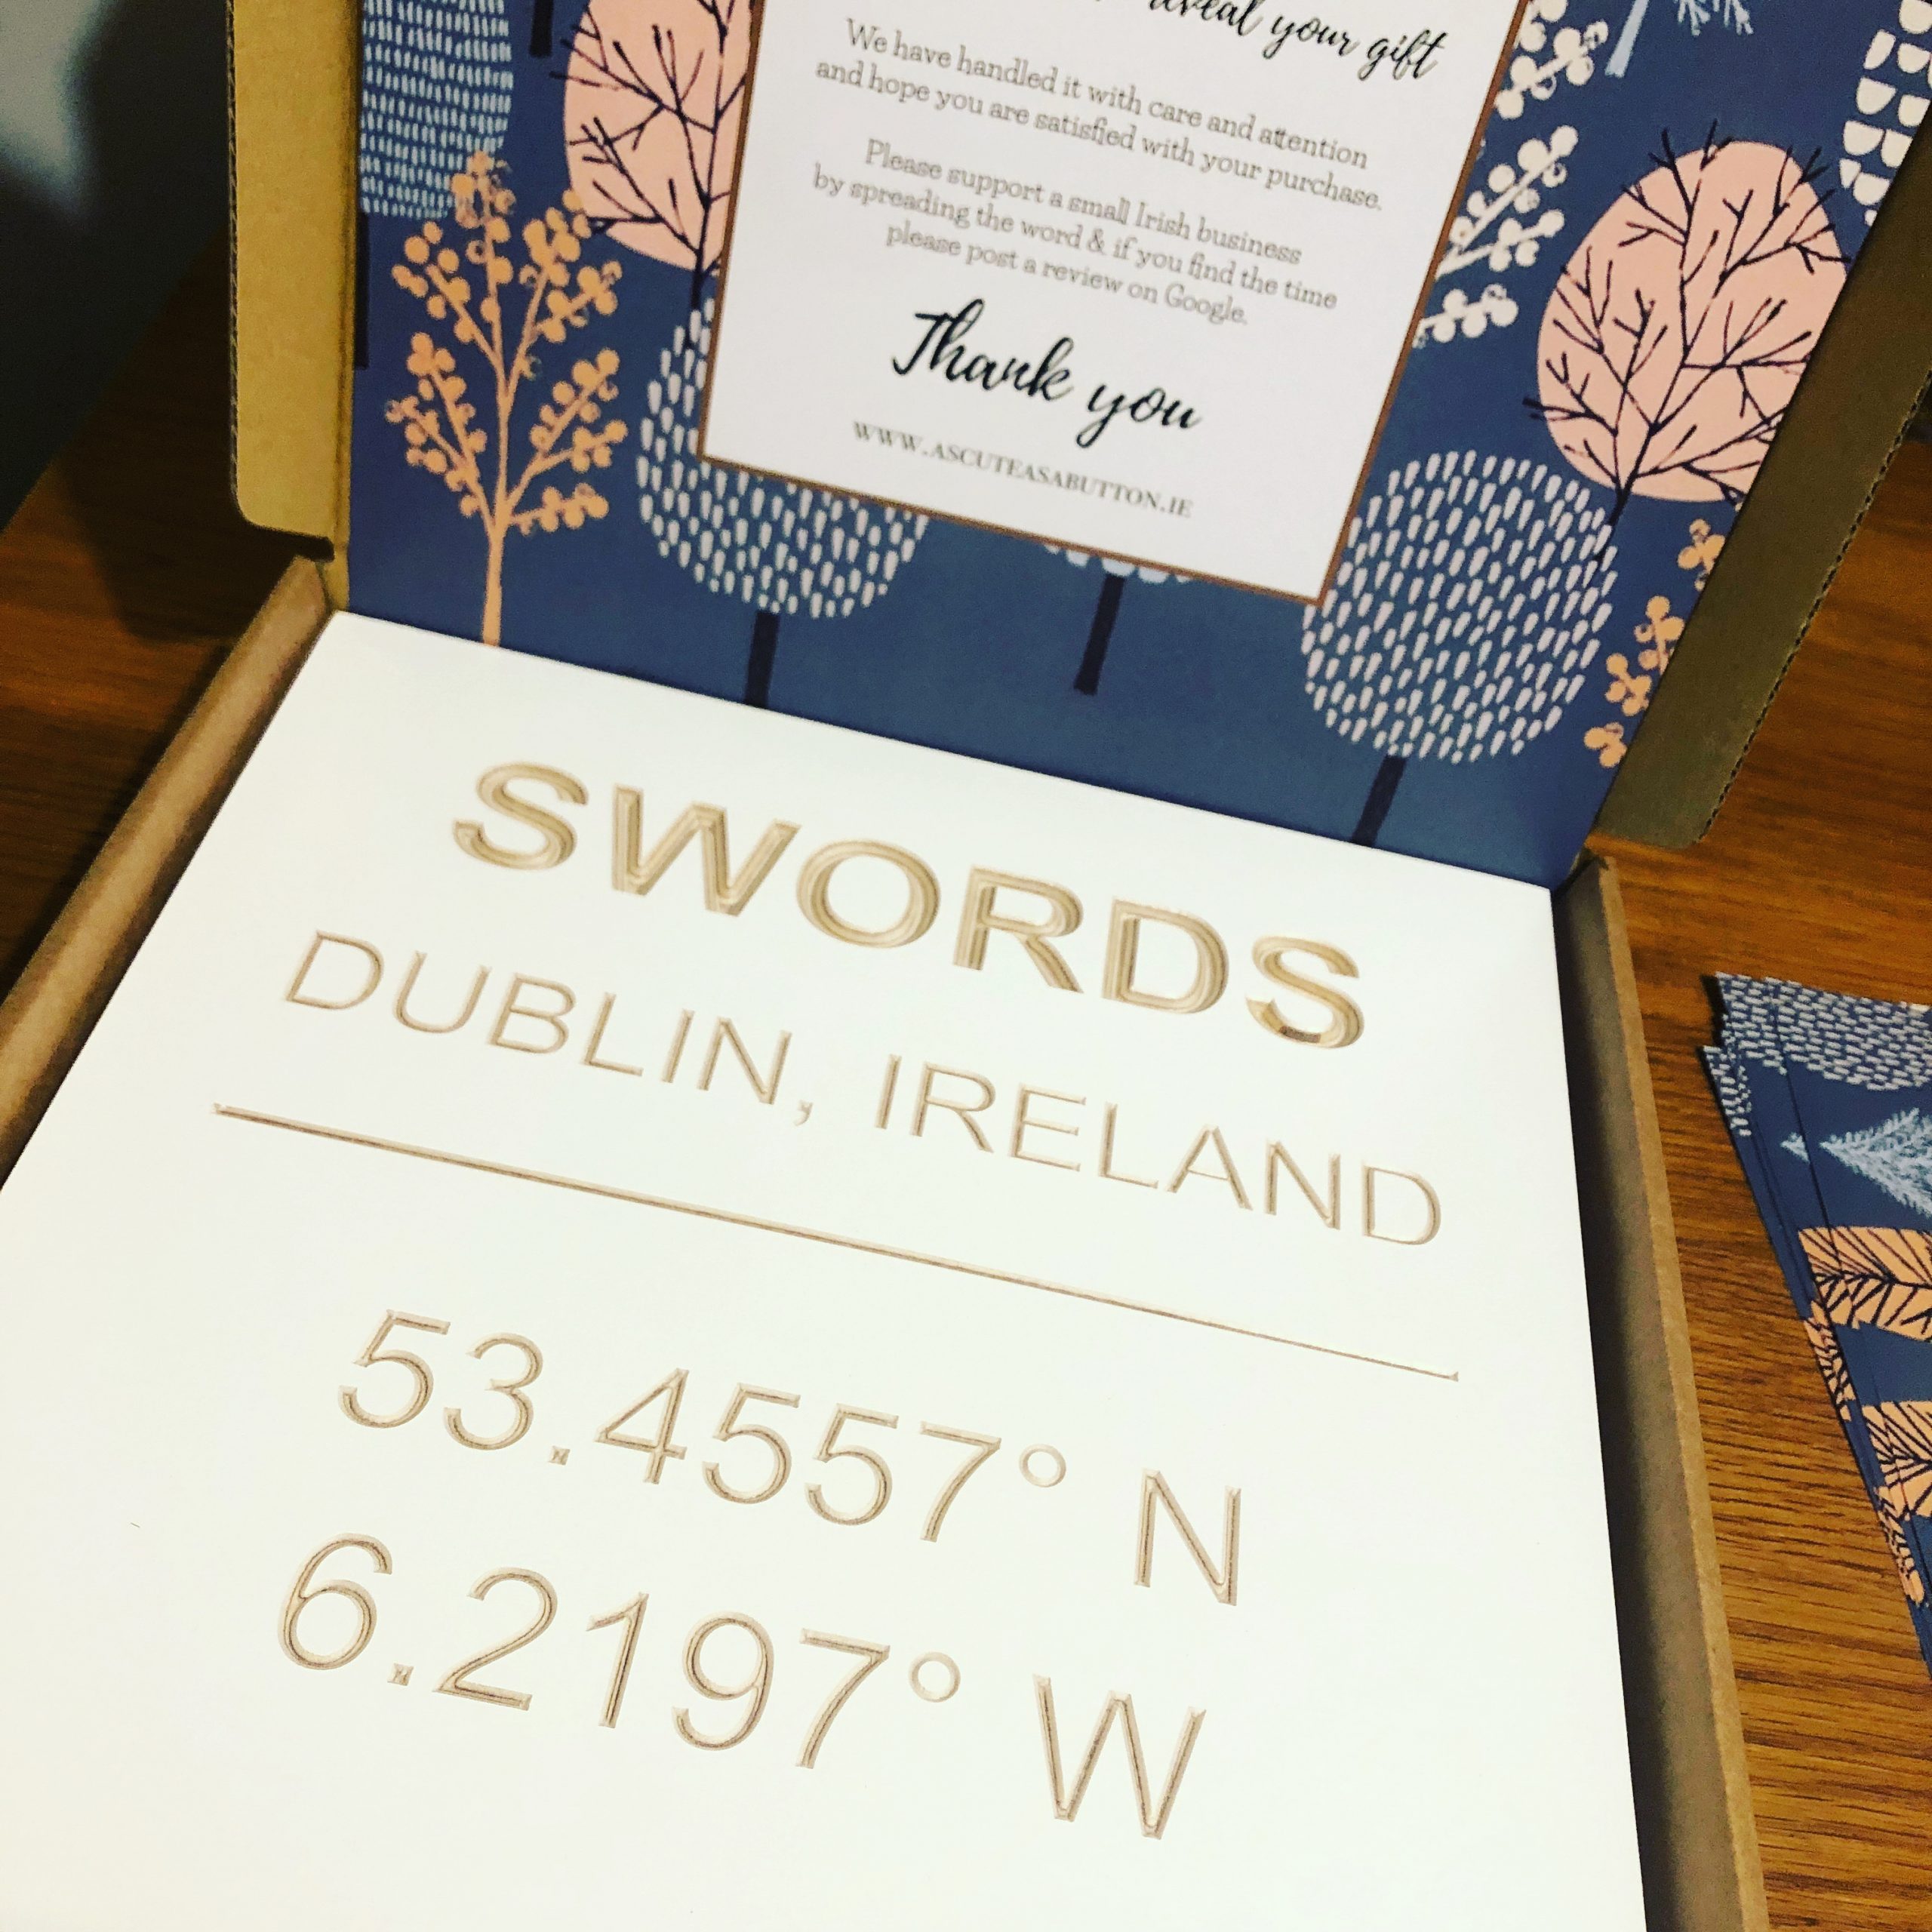 reveal your gift
We have handled it with care and attention
and hope you are satisfied with your purchase.
Please support a small Irish business
by spreading the word & if you find the time
please post a review on Google.
Thank you
WWW.ASCUTEASABUTTON.IE
SWORDS
DUBLIN, IRELAND
53.4557° N
6.2197° W